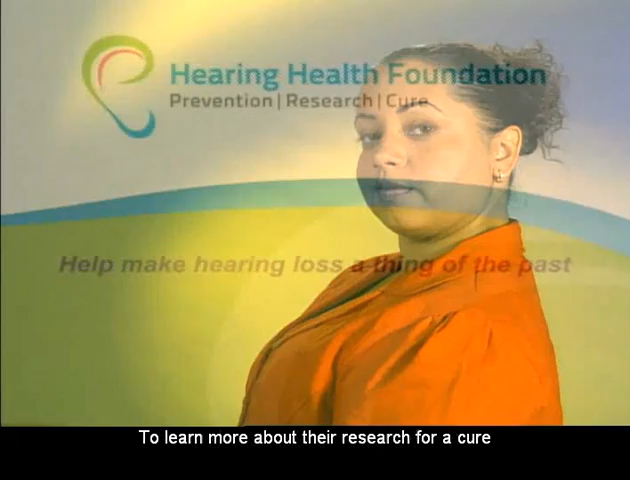 Hearing Health Foundation
Prevention | Research | Cure
Help make hearing loss a thing of the past
To learn more about their research for a cure